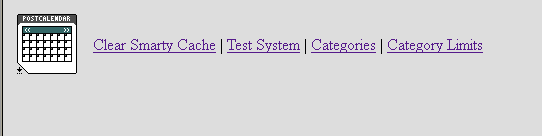 POSTCALENDAR
Clear Smarty Cache | Test System | Categories | Category Limits